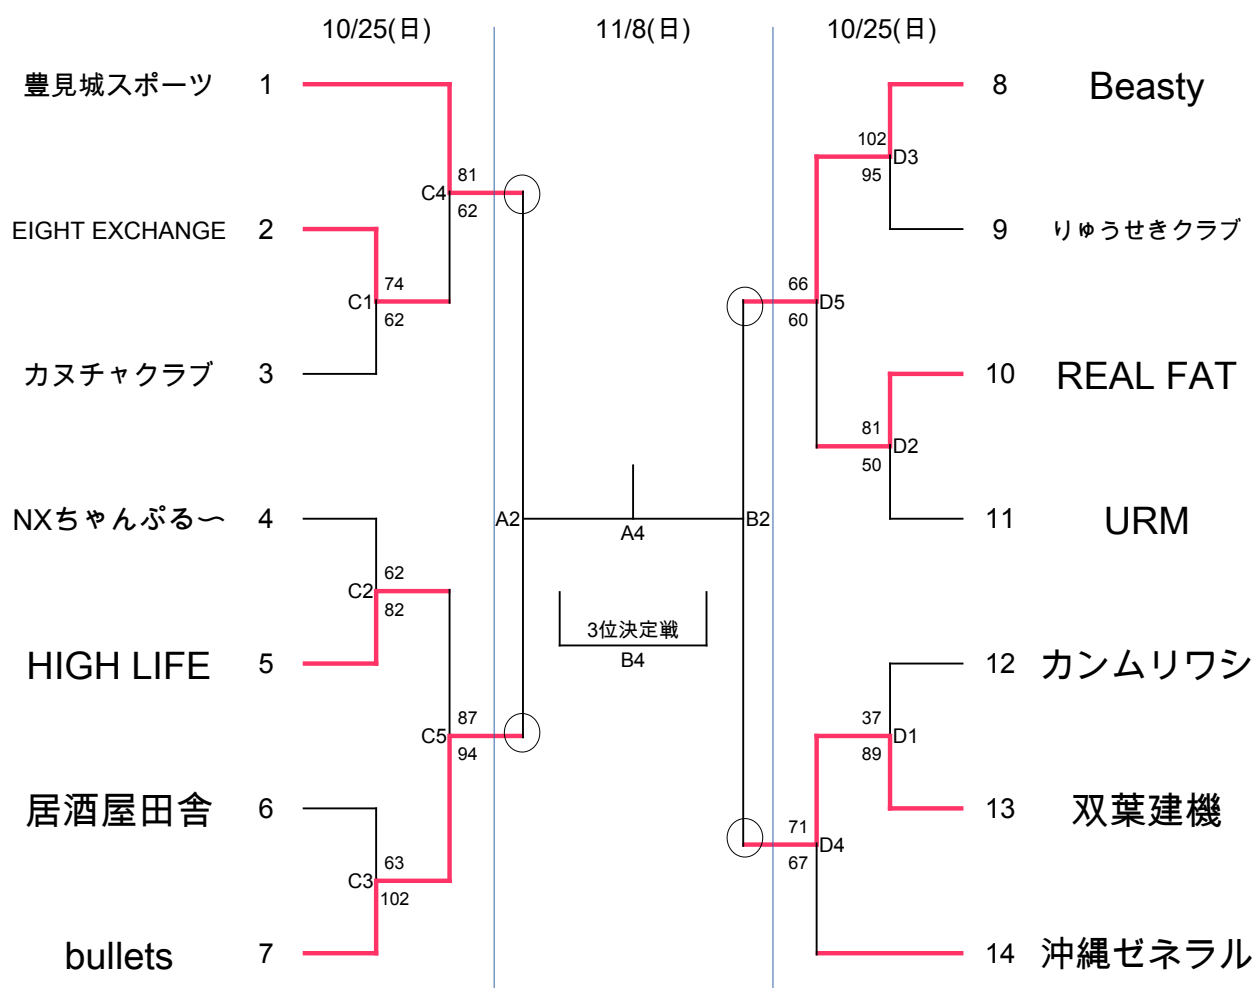 10/25(日)
11/8(日)
10/25(日)
豊見城スポーツ 1
EIGHT EXCHANGE 2
カヌチャクラブ 3
NXちゃんぷる〜 4
HIGH LIFE 5
居酒屋田舎 6
bullets 7
C4
81
62
C1
74
62
C2
62
82
C5
87
94
C3
63
102
A2
A4
B2
3位決定戦
B4
102
D3
95
66
D5
60
81
D2
50
37
D1
89
71
D4
67
8 Beasty
9 りゅうせきクラブ
10 REAL FAT
11 URM
12 カンムリワシ
13 双葉建機
14 沖縄ゼネラル